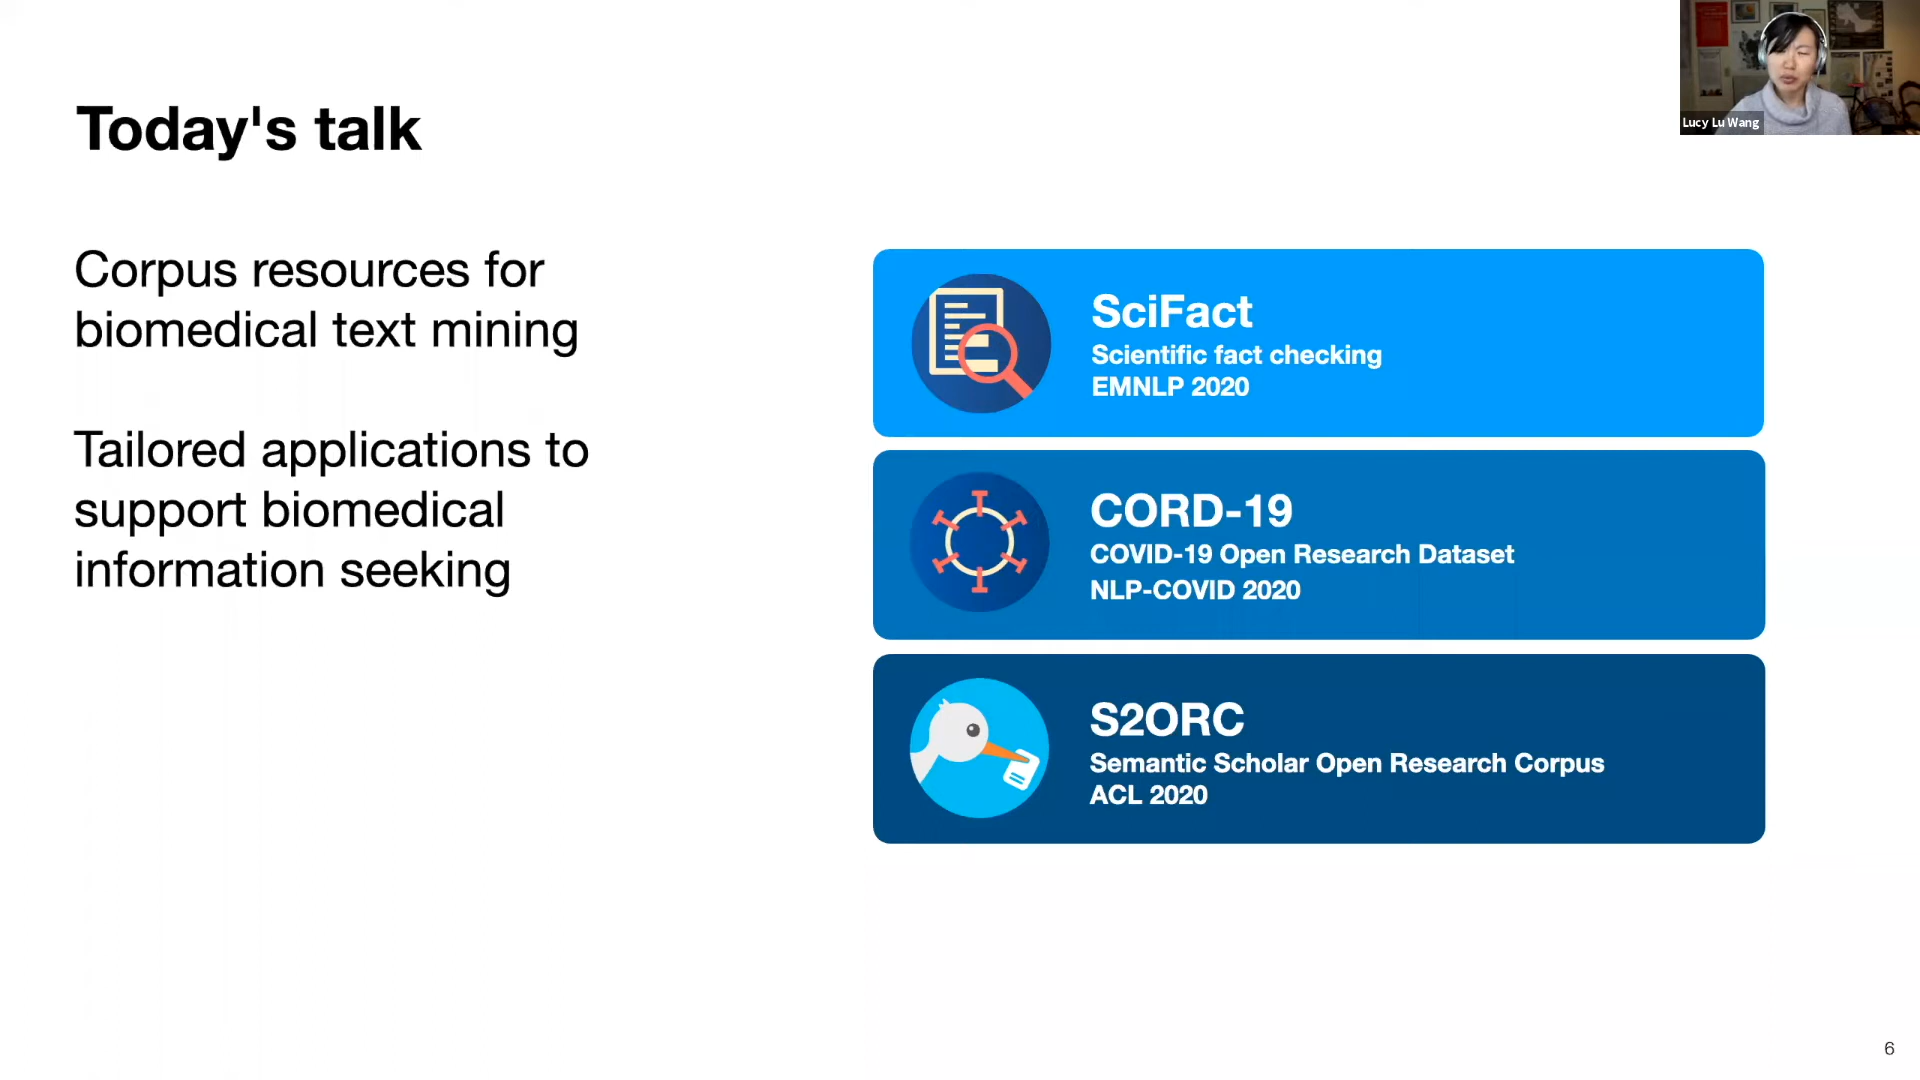 Today's talk
Corpus resources for
biomedical text mining
Tailored applications to
support biomedical
information seeking
SciFact
Scientific fact checking
EMNLP 2020
CORD-19
COVID-19 Open Research Dataset
NLP-COVID 2020
S2ORC
Semantic Scholar Open Research Corpus
ACL 2020
Lucy Lu Wang
6